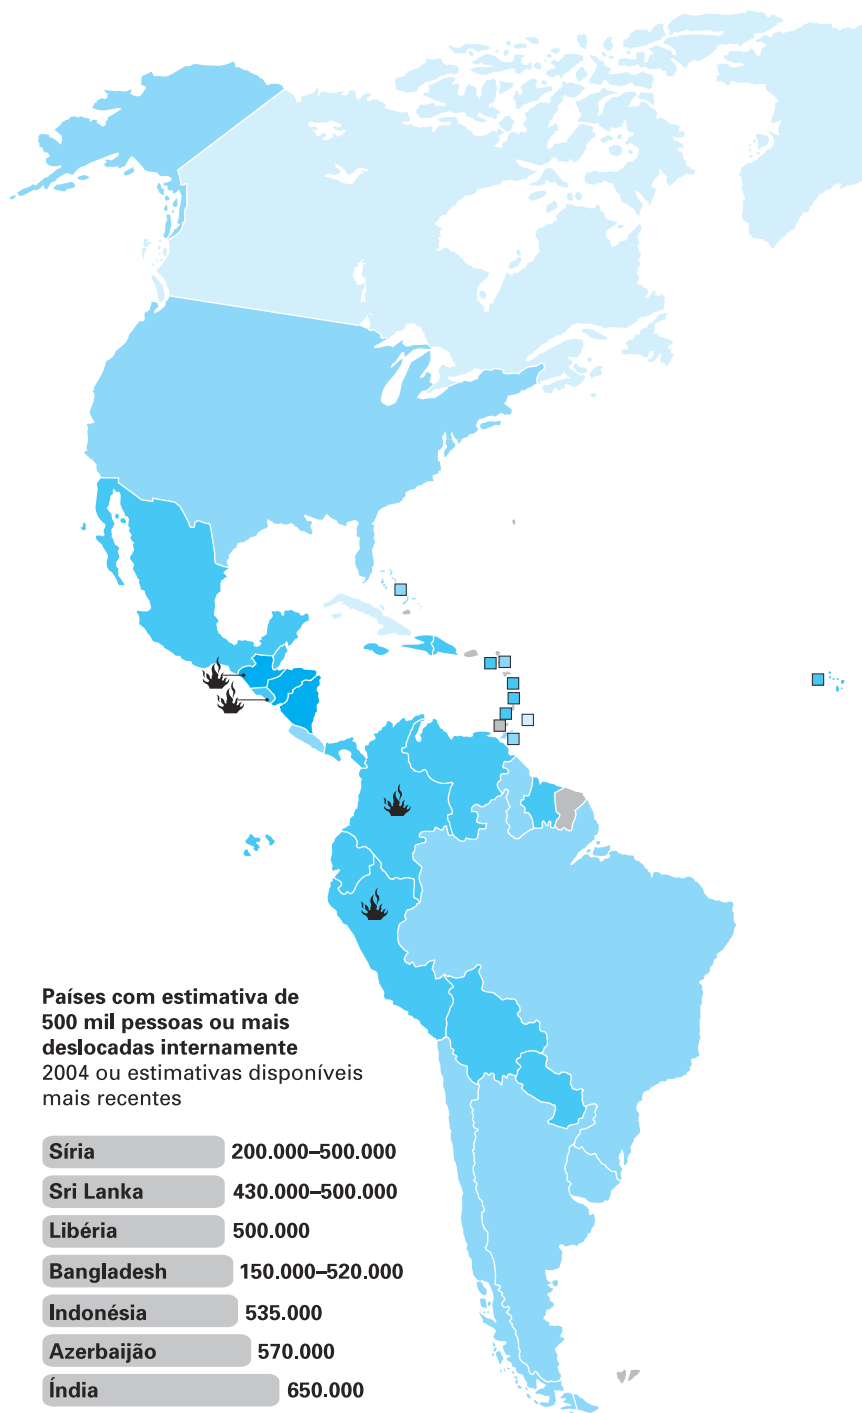 Países com estimativa de
500 mil pessoas ou mais
deslocadas internamente
2004 ou estimativas disponíveis
mais recentes
Síria 200.000–500.000
Sri Lanka 430.000–500.000
Libéria 500.000
Bangladesh 150.000–520.000
Indonésia 535.000
Azerbaijão 570.000
Índia 650.000